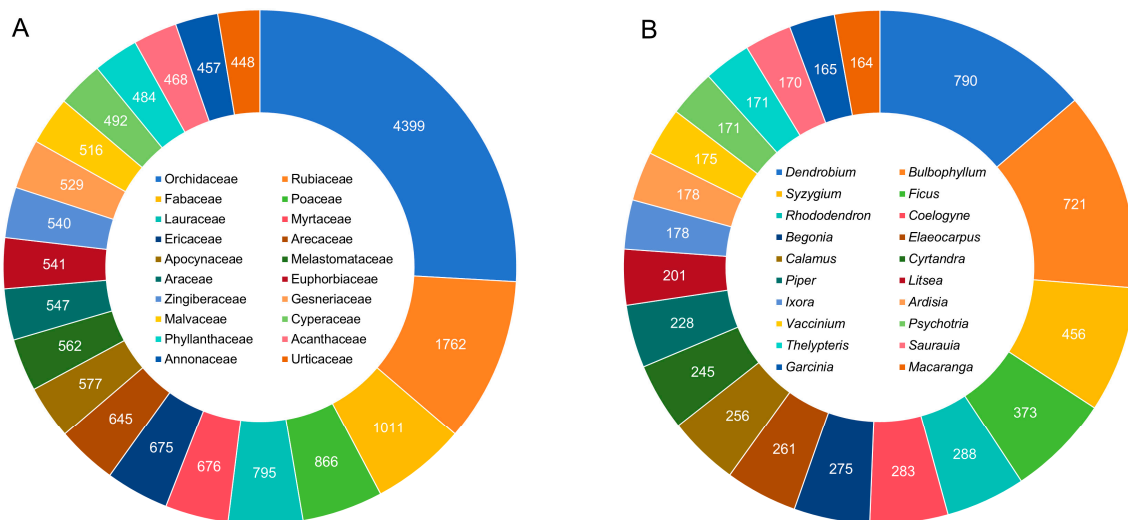 A
4399
1762
1011
866
795
676
675
645
577
562
547
541
540
529
516
492
484
468
457
448
Orchidaceae Rubiaceae
Fabaceae Poaceae
Lauraceae Myrtaceae
Ericaceae Arecaceae
Apocynaceae Melastomataceae
Araceae Euphorbiaceae
Zingiberaceae Gesneriaceae
Malvaceae Cyperaceae
Phyllanthaceae Acanthaceae
Annonaceae Urticaceae
B
790
721
456
373
288
283
275
261
256
245
228
201
178
178
175
171
171
170
165
164
Dendrobium Bulbophyllum
Syzygium Ficus
Rhododendron Coelogyne
Begonia Elaeocarpus
Calamus Cyrtandra
Piper Litsea
Ixora Ardisia
Vaccinium Psychotria
Thelypteris Saurauia
Garcinia Macaranga